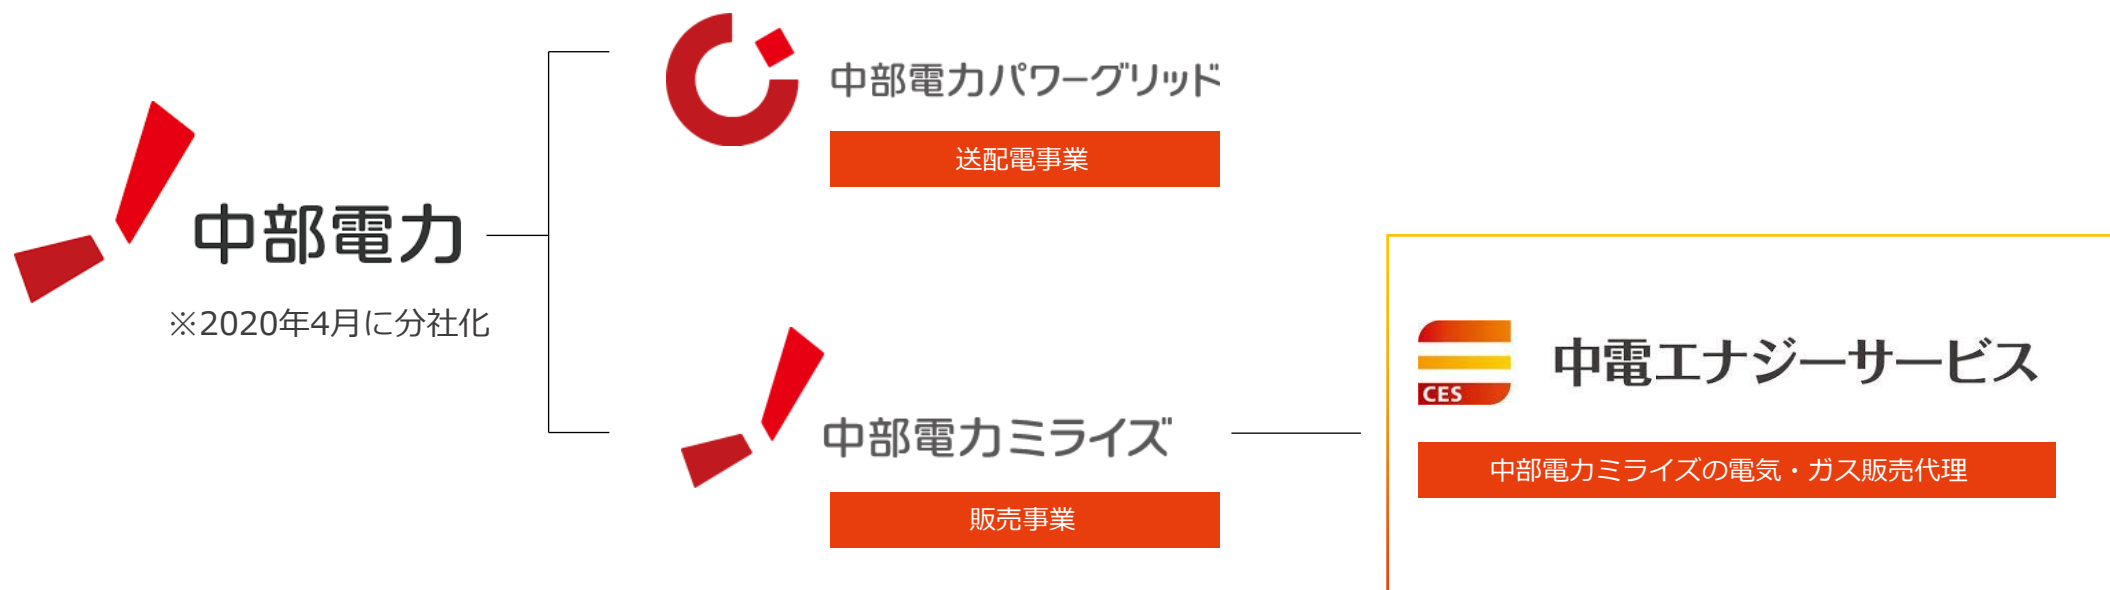 中部電力
※2020年4月に分社化
中部電力パワーグリッド
送配電事業
中部電力ミライズ
販売事業
CES
中電エナジーサービス
中部電力ミライズの電気・ガス販売代理